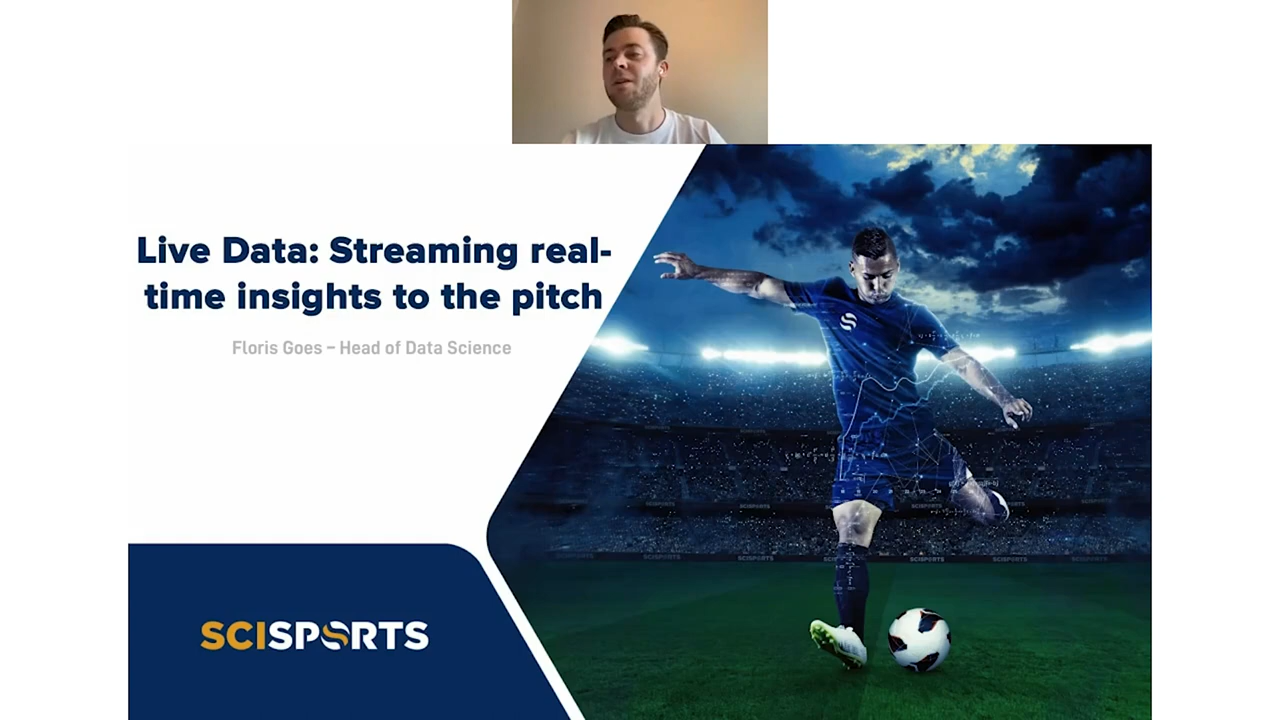 Live Data: Streaming real-
time insights to the pitch
Floris Goes – Head of Data Science
SCISPORTS